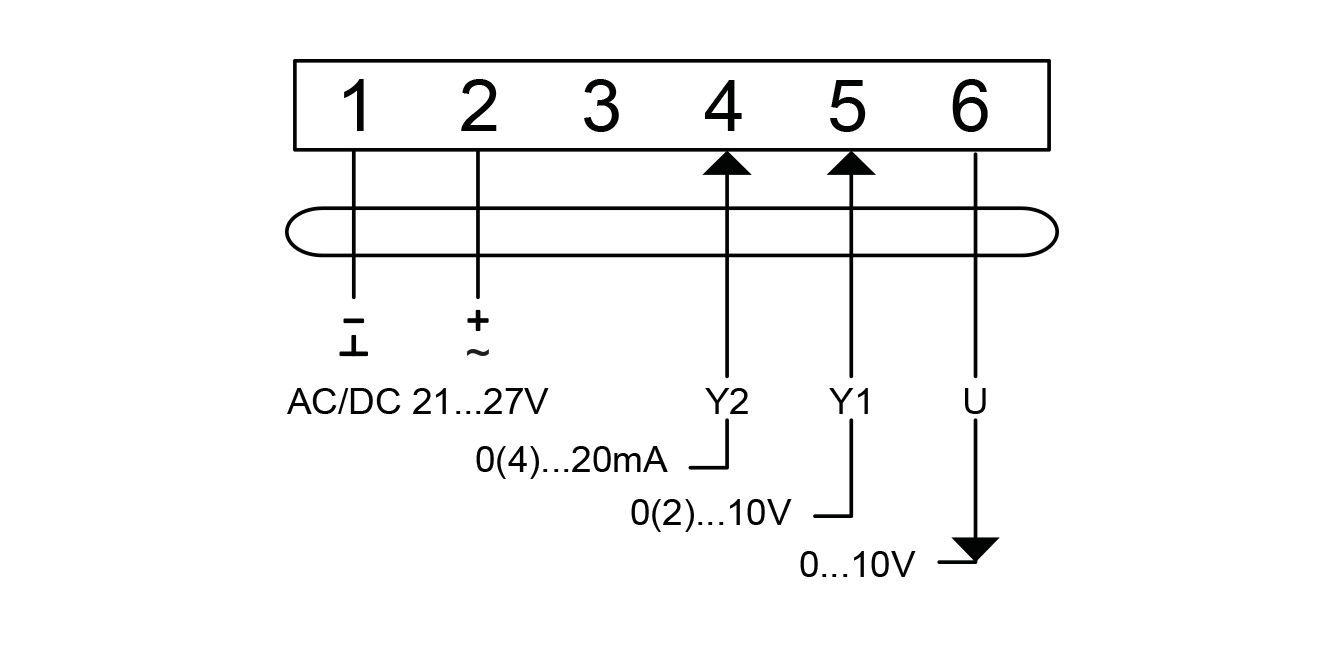 1 2 3 4 5 6
− +
⊥ ~
AC/DC 21...27V Y2 Y1 U
0(4)...20mA
0(2)...10V
0...10V